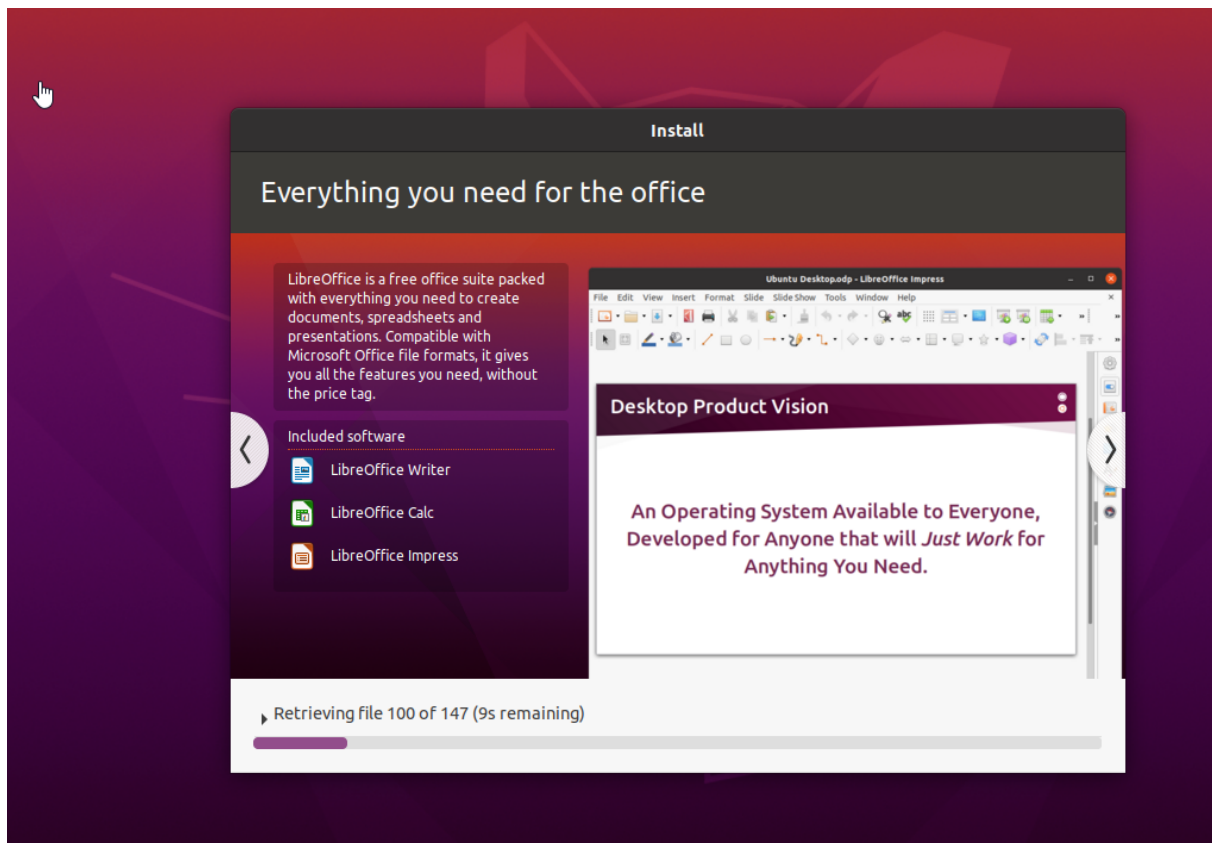 Install
Everything you need for the office
LibreOffice is a free office suite packed
with everything you need to create
documents, spreadsheets and
presentations. Compatible with
Microsoft Office file formats, it gives
you all the features you need, without
the price tag.
Included software
LibreOffice Writer
LibreOffice Calc
LibreOffice Impress
Ubuntu Desktop.odp - LibreOffice Impress
File Edit View Insert Format Slide Slide Show Tools Window Help
abc
Desktop Product Vision
An Operating System Available to Everyone,
Developed for Anyone that will Just Work for
Anything You Need.
Retrieving file 100 of 147 (9s remaining)